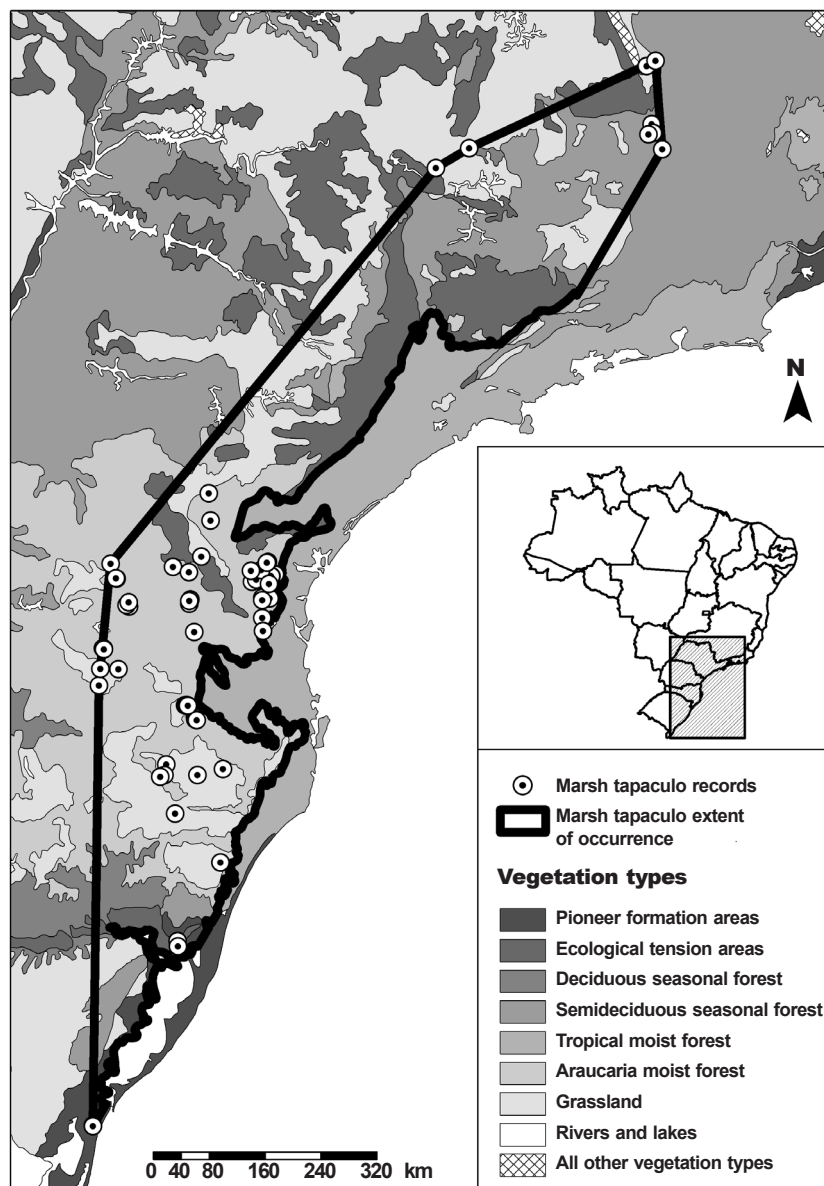 N
Marsh tapaculo records
Marsh tapaculo extent
of occurrence
Vegetation types
Pioneer formation areas
Ecological tension areas
Deciduous seasonal forest
Semideciduous seasonal forest
Tropical moist forest
Araucaria moist forest
Grassland
Rivers and lakes
All other vegetation types
0 40 80 160 240 320 km